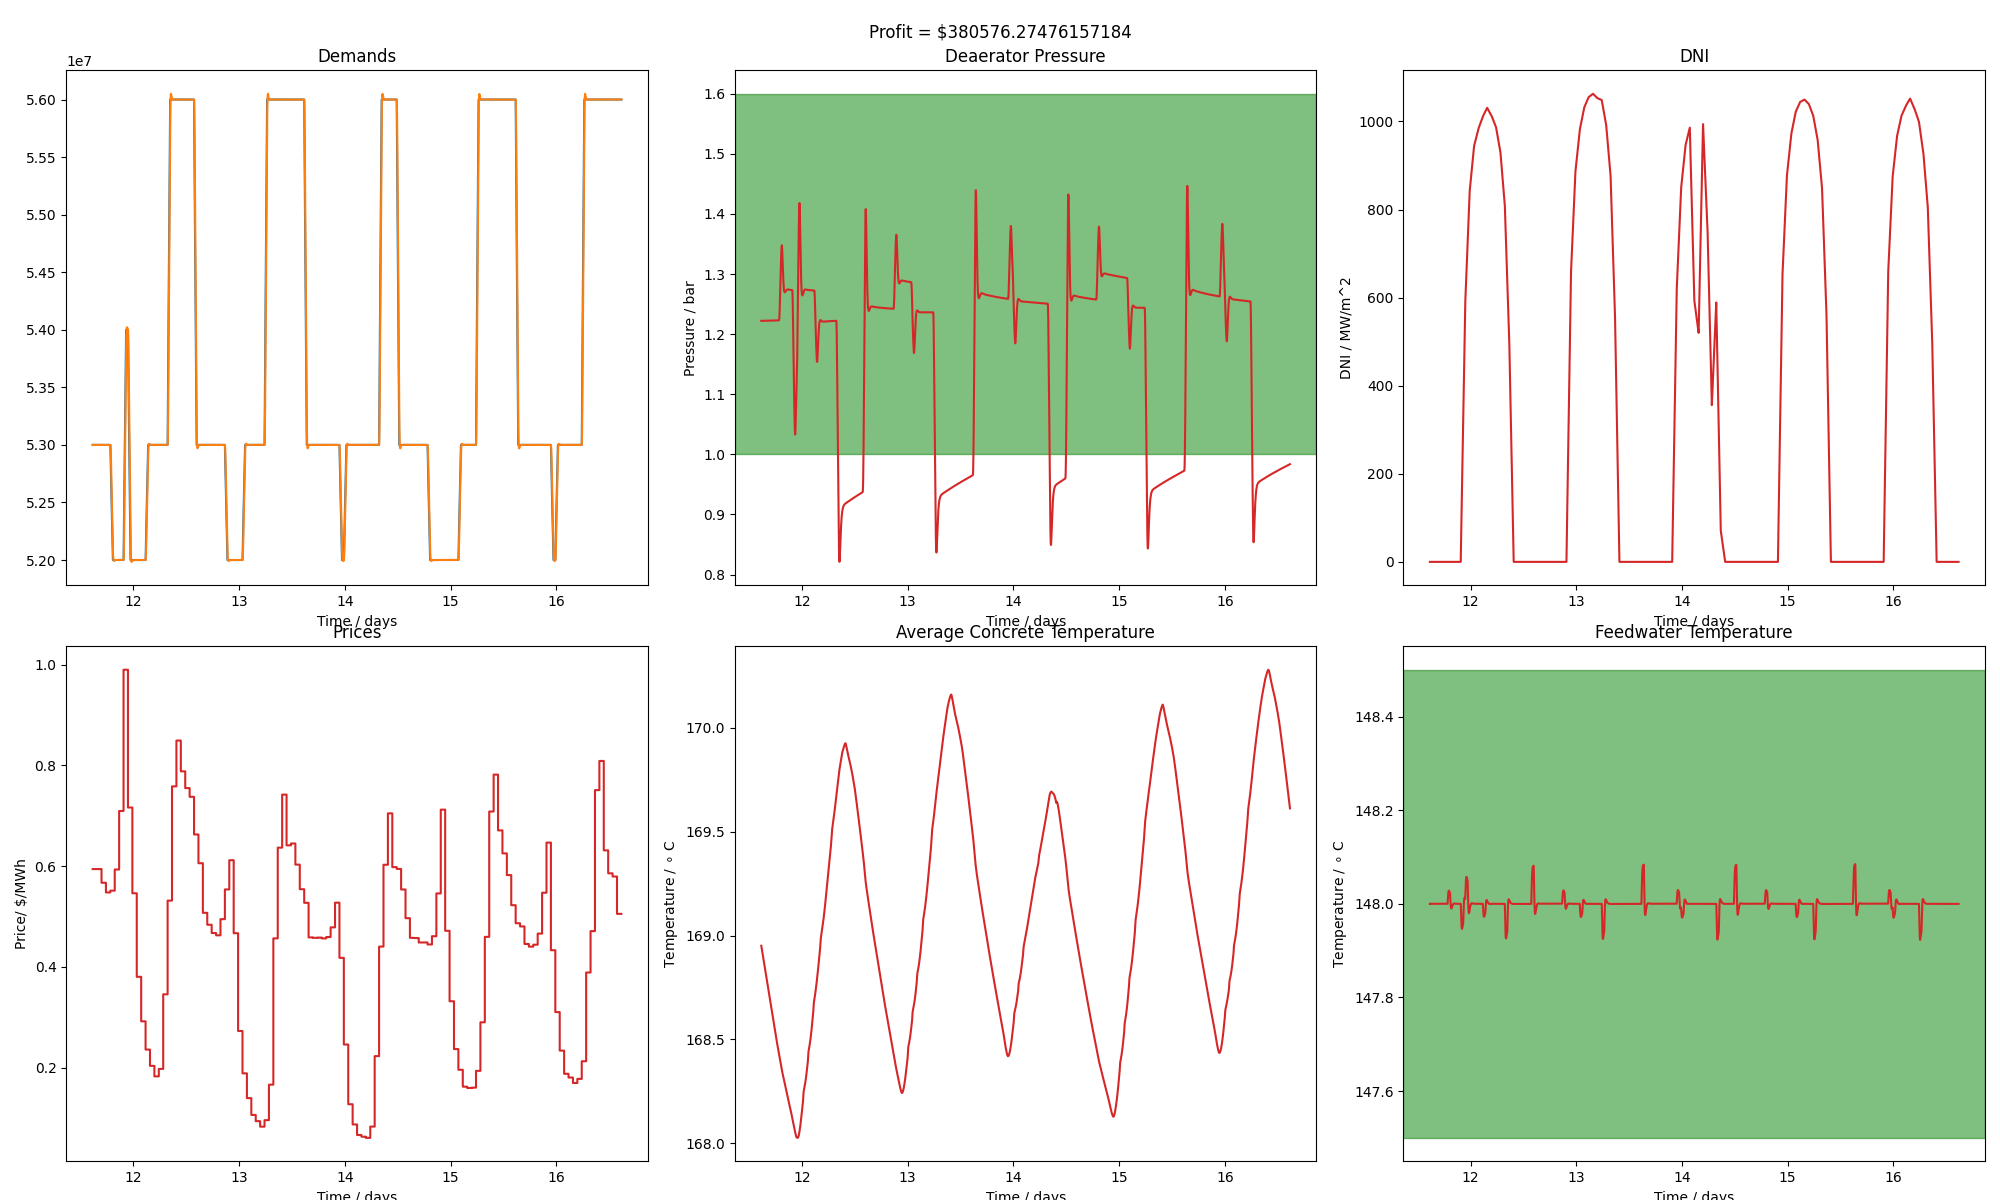 Profit = $380576.27476157184
Demands
1e7
5.60
5.55
5.50
5.45
5.40
5.35
5.30
5.25
5.20
12 13 14 15 16
Time / days
Deaerator Pressure
Pressure / bar
1.6
1.5
1.4
1.3
1.2
1.1
1.0
0.9
0.8
12 13 14 15 16
Time / days
DNI
DNI / MW/m^2
1000
800
600
400
200
0
12 13 14 15 16
Time / days
Prices
Price/ $/MWh
1.0
0.8
0.6
0.4
0.2
12 13 14 15 16
Time / days
Average Concrete Temperature
Temperature / ∘ C
170.0
169.5
169.0
168.5
168.0
12 13 14 15 16
Time / days
Feedwater Temperature
Temperature / ∘ C
148.4
148.2
148.0
147.8
147.6
12 13 14 15 16
Time / days